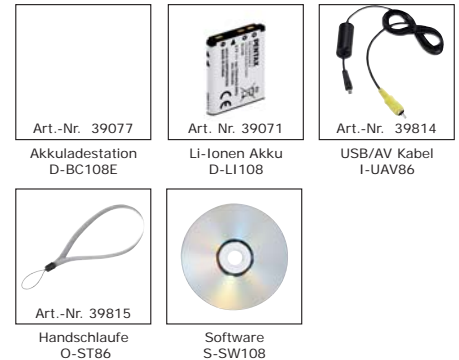 Art.-Nr. 39077
Akkuladestation
D-BC108E
PENTAX
Art. Nr. 39071
Li-Ionen Akku
D-LI108
Art.-Nr. 39814
USB/AV Kabel
I-UAV86
Art.-Nr. 39815
Handschlaufe
O-ST86
Software
S-SW108